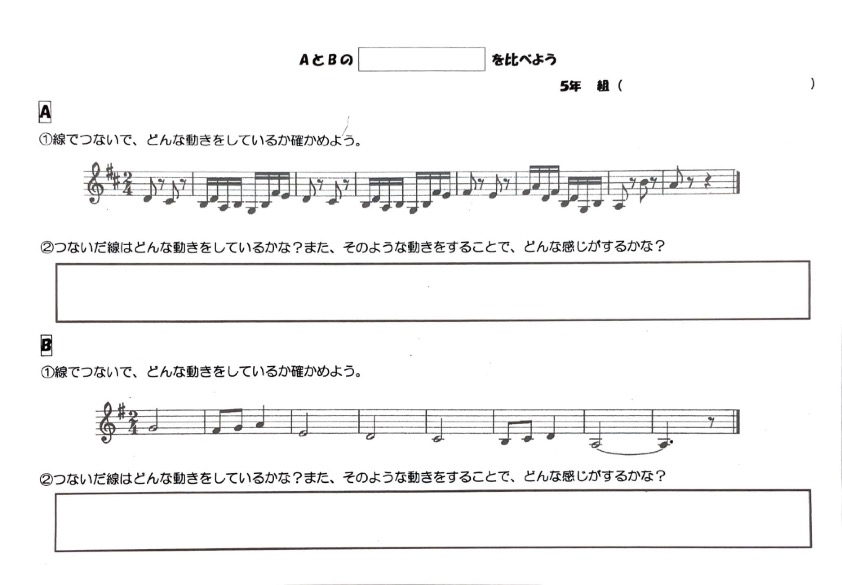 AとBの　　　　を比べよう
5年　組（　　　　　）
A
①線でつないで、どんな動きをしているか確かめよう。
2
4
②つないだ線はどんな動きをしているかな？また、そのような動きをすることで、どんな感じがするかな？
B
①線でつないで、どんな動きをしているか確かめよう。
2
4
②つないだ線はどんな動きをしているかな？また、そのような動きをすることで、どんな感じがするかな？